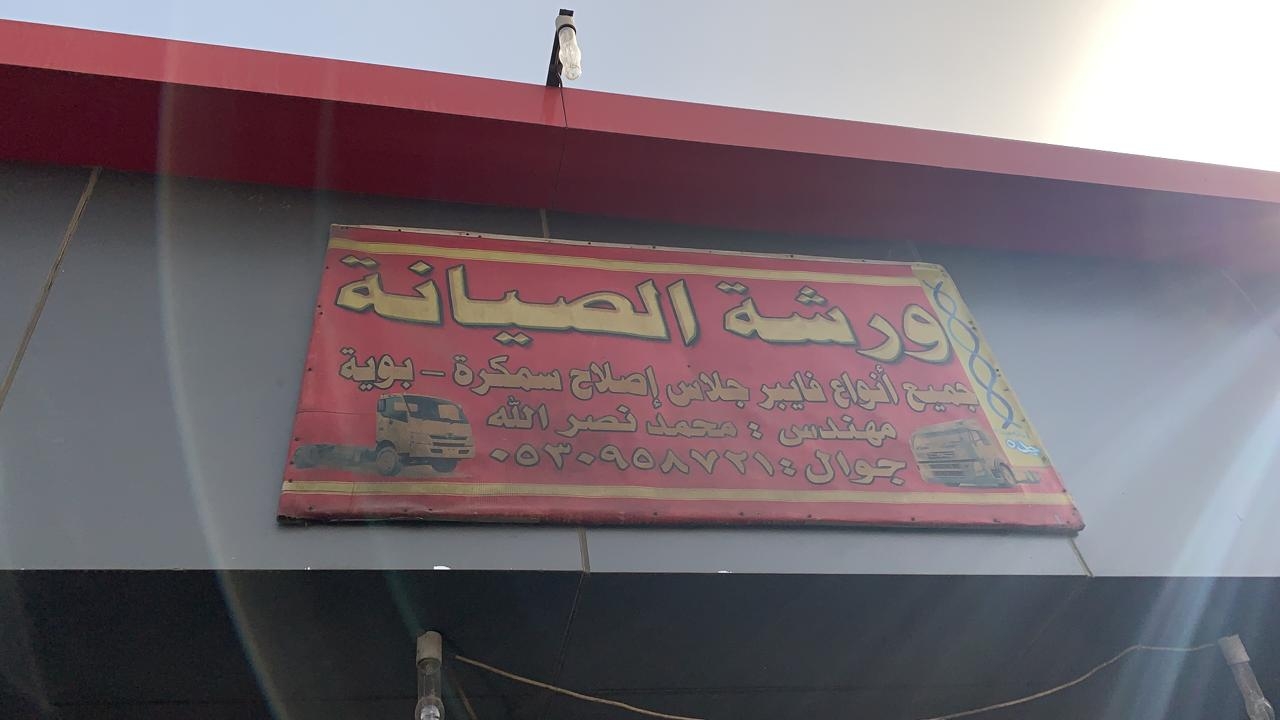 ورشة الصيانة
جميع أنواع فايبر جلاس إصلاح سمكرة - بوية
مهندس : محمد نصر الله
جوال : ٠٥٣٠٩٥٨٧٢١